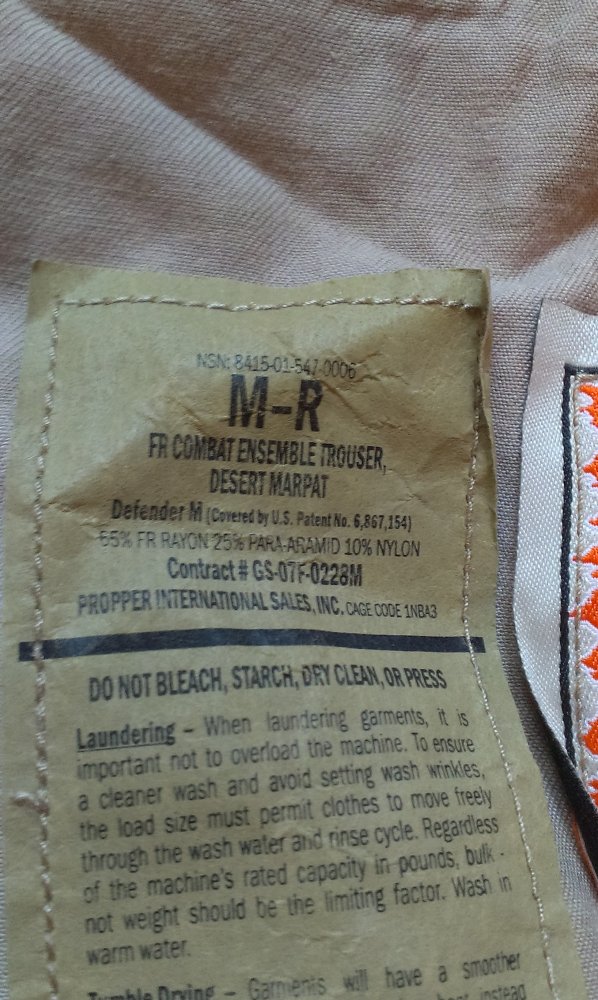 NSN: 8415-01-547-0006
M-R
FR COMBAT ENSEMBLE TROUSER,
DESERT MARPAT
Defender M (Covered by U.S. Patent No. 6,867,154)
65% FR RAYON 25% PARA-ARAMID 10% NYLON
Contract # GS-07F-0228M
PROPPER INTERNATIONAL SALES, INC. CAGE CODE 1NBA3
DO NOT BLEACH, STARCH, DRY CLEAN, OR PRESS
Laundering – When laundering garments, it is
important not to overload the machine. To ensure
a cleaner wash and avoid setting wash wrinkles,
the load size must permit clothes to move freely
through the wash water and rinse cycle. Regardless
of the machine's rated capacity in pounds, bulk -
not weight should be the limiting factor. Wash in
warm water.
Tumble Drying – Garments will have a smoother
instead